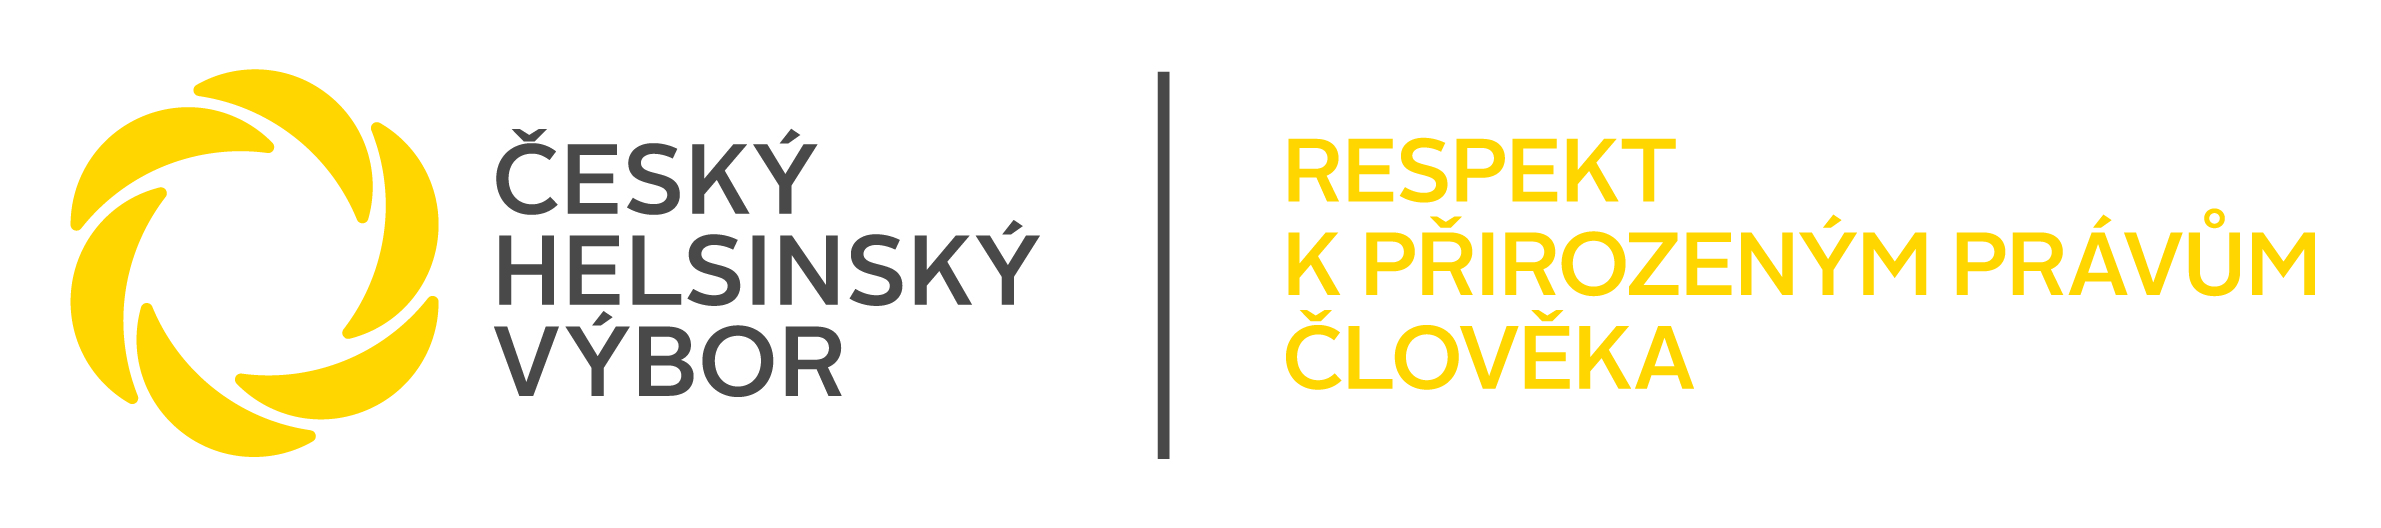 ČESKÝ
HELSINSKÝ
VÝBOR
RESPEKT
K PŘIROZENÝM PRÁVŮM
ČLOVĚKA